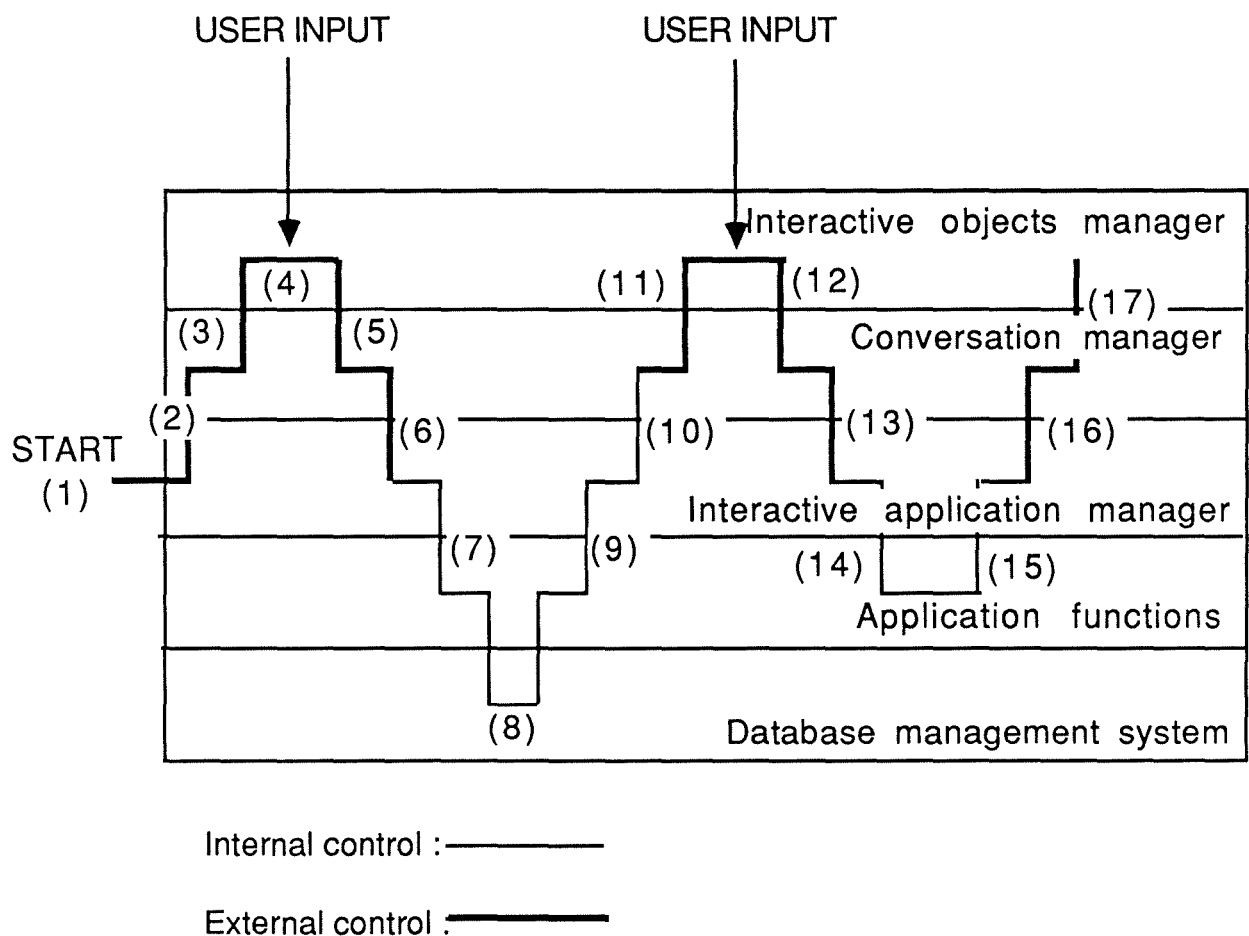 USER INPUT USER INPUT
Interactive objects manager
(4) (11) (12)
(17)
(3) (5)
Conversation manager
(2)
(6) (10) (13) (16)
START
(1)
Interactive application manager
(7) (9)
(14) (15)
Application functions
(8)
Database management system
Internal control :
External control :